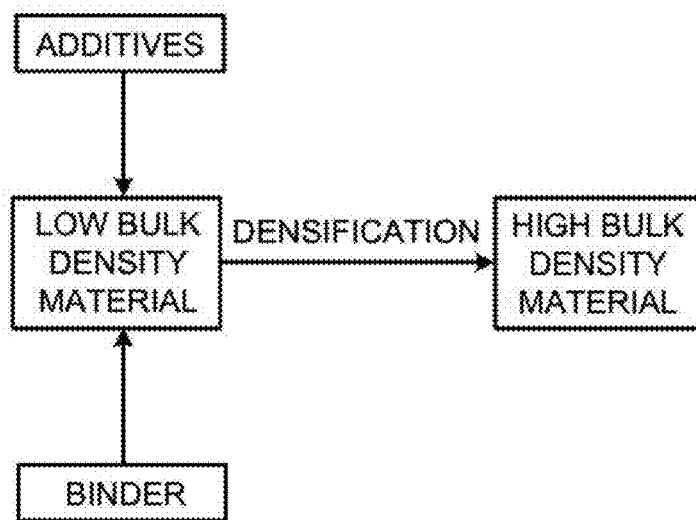 ADDITIVES
LOW BULK
DENSITY
MATERIAL
DENSIFICATION
HIGH BULK
DENSITY
MATERIAL
BINDER